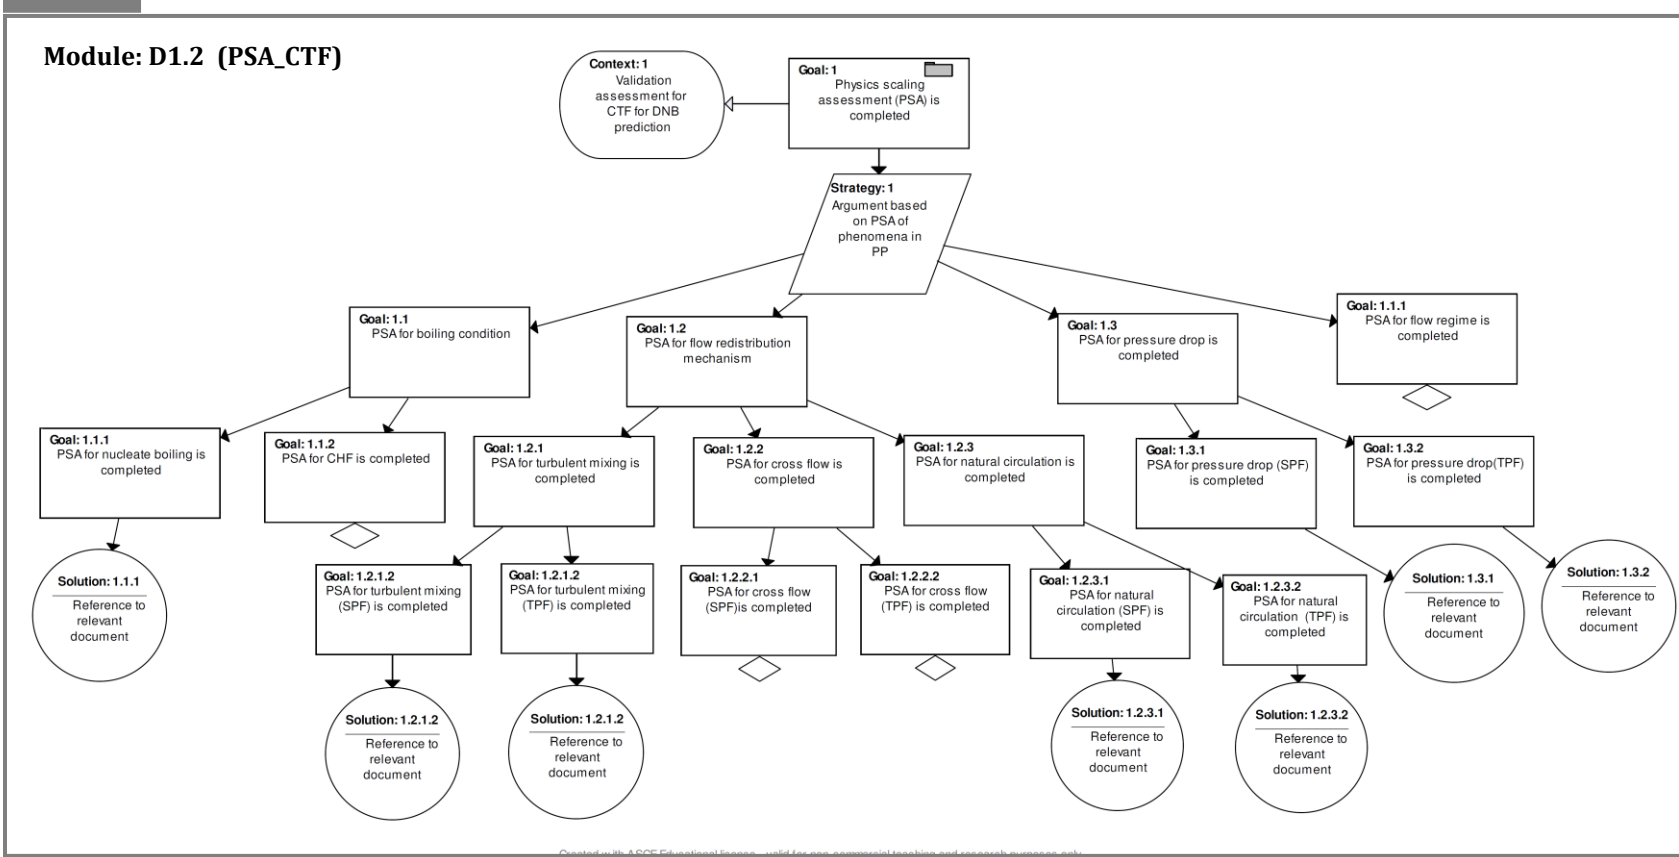 Module: D1.2 (PSA_CTF)
Context: 1
Validation
assessment for
CTF for DNB
prediction
Goal: 1
Physics scaling
assessment (PSA) is
completed
Strategy: 1
Argument based
on PSA of
phenomena in
PP
Goal: 1.1
PSA for boiling condition
Goal: 1.2
PSA for flow redistribution
mechanism
Goal: 1.3
PSA for pressure drop is
completed
Goal: 1.1.1
PSA for flow regime is
completed
Goal: 1.1.1
PSA for nucleate boiling is
completed
Goal: 1.1.2
PSA for CHF is completed
Goal: 1.2.1
PSA for turbulent mixing is
completed
Goal: 1.2.2
PSA for cross flow is
completed
Goal: 1.2.3
PSA for natural circulation is
completed
Goal: 1.3.1
PSA for pressure drop (SPF)
is completed
Goal: 1.3.2
PSA for pressure drop(TPF)
is completed
Solution: 1.1.1
Reference to
relevant
document
Goal: 1.2.1.2
PSA for turbulent mixing
(SPF) is completed
Goal: 1.2.1.2
PSA for turbulent mixing
(TPF) is completed
Goal: 1.2.2.1
PSA for cross flow
(SPF)is completed
Goal: 1.2.2.2
PSA for cross flow
(TPF) is completed
Goal: 1.2.3.1
PSA for natural
circulation (SPF) is
completed
Goal: 1.2.3.2
PSA for natural
circulation (TPF) is
completed
Solution: 1.3.1
Reference to
relevant
document
Solution: 1.3.2
Reference to
relevant
document
Solution: 1.2.1.2
Reference to
relevant
document
Solution: 1.2.1.2
Reference to
relevant
document
Solution: 1.2.3.1
Reference to
relevant
document
Solution: 1.2.3.2
Reference to
relevant
document
Created with ASCE Educational license - valid for non-commercial teaching and research purposes only